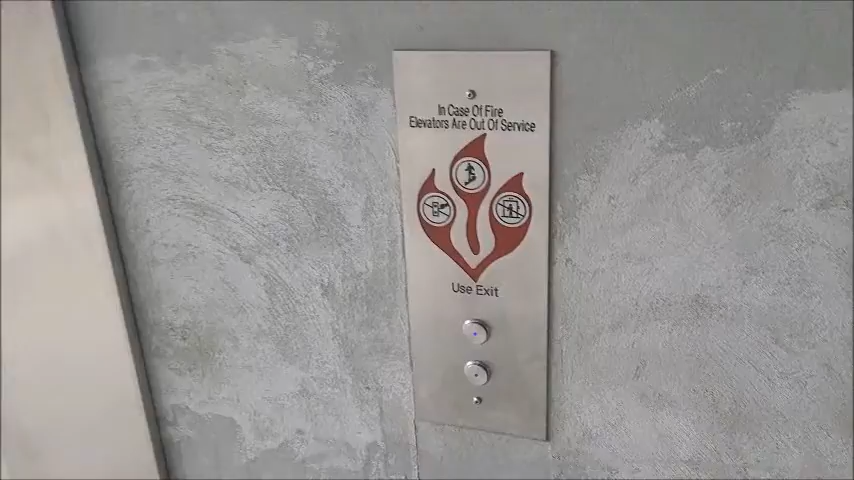 In Case Of Fire
Elevators Are Out Of Service
Use Exit